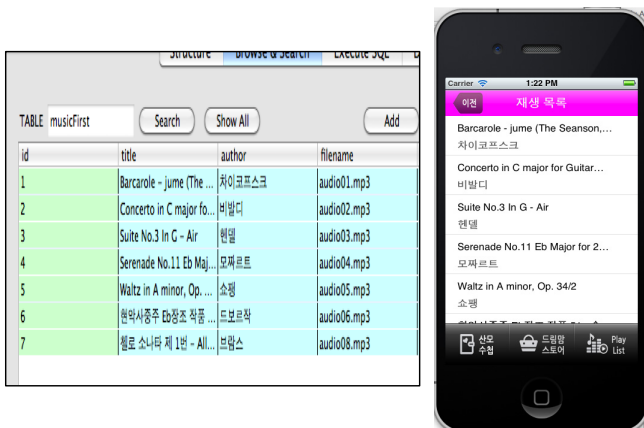 Structure Browse & Search Execute SQL
TABLE musicFirst Search Show All Add
id title author filename
1 Barcarole - jume (The ... 차이코프스크 audio01.mp3
2 Concerto in C major fo... 비발디 audio02.mp3
3 Suite No.3 In G - Air 헨델 audio03.mp3
4 Serenade No.11 Eb Maj... 모짜르트 audio04.mp3
5 Waltz in A minor, Op. ... 쇼팽 audio05.mp3
6 현악사중주 Eb장조 작품 ... 드보르작 audio06.mp3
7 첼로 소나타 제 1번 - All... 브람스 audio08.mp3
Carrier 1:22 PM
이전 재생 목록
Barcarole - jume (The Seanson,...
차이코프스크
Concerto in C major for Guitar...
비발디
Suite No.3 In G - Air
헨델
Serenade No.11 Eb Major for 2...
모짜르트
Waltz in A minor, Op. 34/2
쇼팽
산모 수첩
드림맘 스토어
Play List